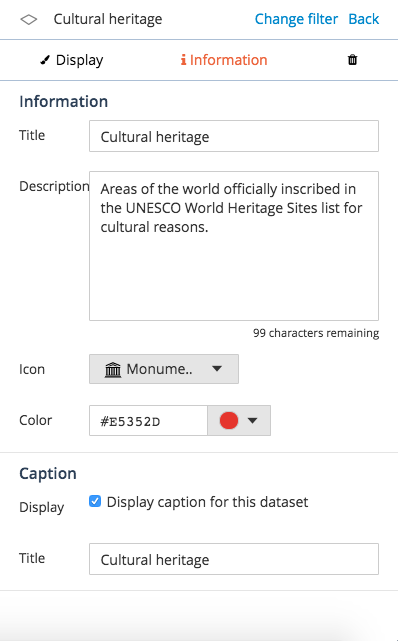 Cultural heritage Change filter Back
Display Information
Information
Title Cultural heritage
Description Areas of the world officially inscribed in
the UNESCO World Heritage Sites list for
cultural reasons.
99 characters remaining
Icon Monume..
Color #E5352D
Caption
Display Display caption for this dataset
Title Cultural heritage